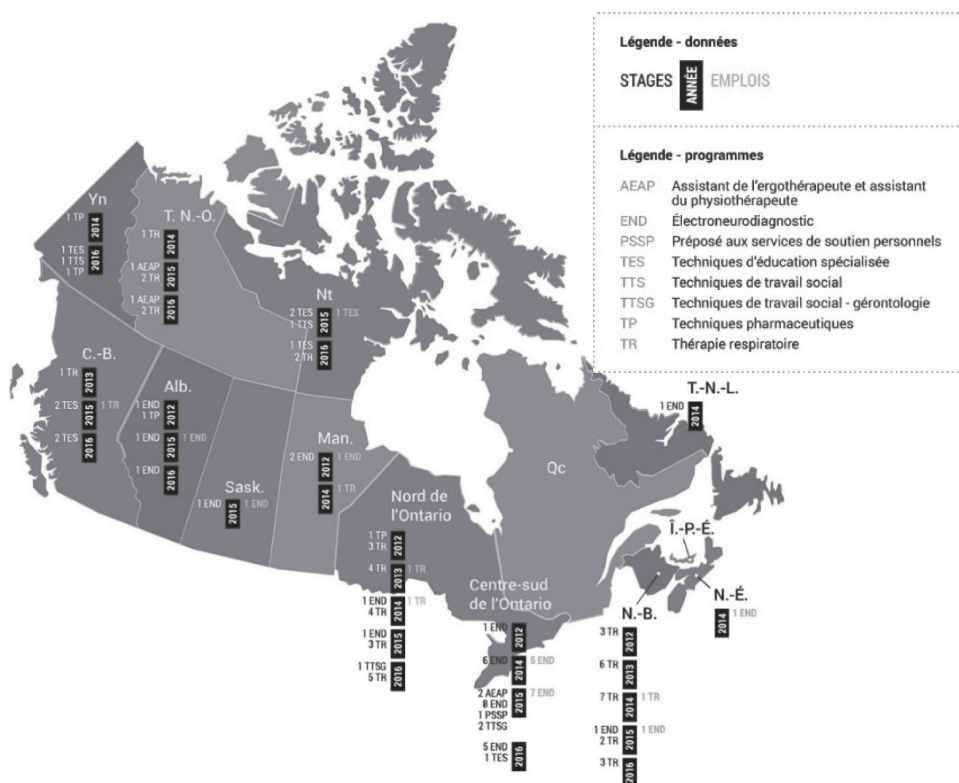 Légende - données
STAGES ANNÉE EMPLOIS
Légende - programmes
AEAP Assistant de l'ergothérapeute et assistant
du physiothérapeute
END Électroneurodiagnostic
PSSP Préposé aux services de soutien personnels
TES Techniques d'éducation spécialisée
TTS Techniques de travail social
TTSG Techniques de travail social - gérontologie
TP Techniques pharmaceutiques
TR Thérapie respiratoire
Yn
1 TP 2014
1 TES
1 TTS 2016
1 TP
T. N.-O.
1 TR 2014
1 AEAP 2015
2 TR
1 AEAP 2016
2 TR
Nt
2 TES 2015 1 TES
1 TTS
1 TES 2016
2 TR
C.-B.
1 TR 2013
2 TES 2015 1 TR
2 TES 2016
Alb.
1 END 2012
1 TP
1 END 2015 1 END
1 END 2016
Sask.
1 END 2015 1 END
Man.
2 END 2012 1 END
2014 1 TR
Nord de
l'Ontario
1 TP 2012
3 TR
4 TR 2013 1 TR
1 END 2014 1 TR
4 TR
1 END 2015
3 TR
1 TTSG 2016
5 TR
Centre-sud
de l'Ontario
1 END 2012
6 END 2014 5 END
2 AEAP 2015 7 END
8 END
1 PSSP
2 TTSG
5 END 2016
1 TES
Qc
T.-N.-L.
1 END 2014
Î.-P.-É.
N.-É.
2014 1 END
N.-B.
3 TR 2012
6 TR 2013
7 TR 2014 1 TR
1 END 2015 1 END
2 TR
3 TR 2016